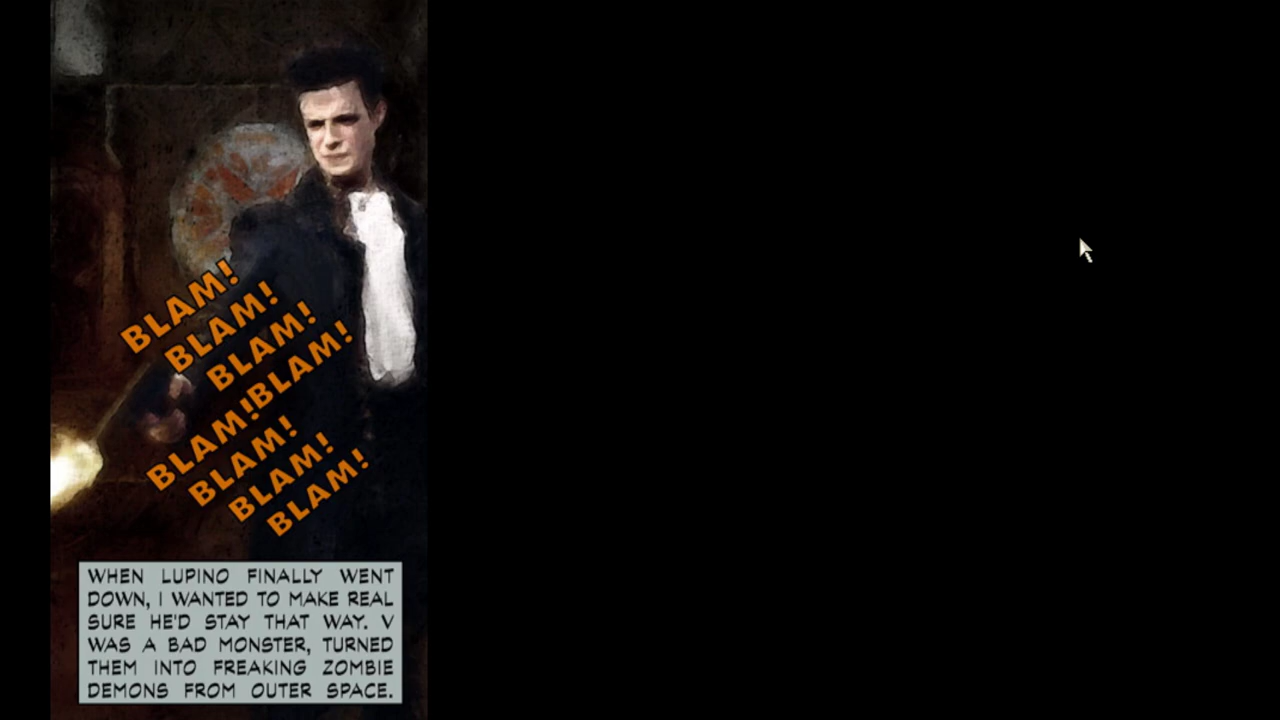 BLAM!
BLAM!
BLAM!
BLAM!
BLAM!
BLAM!
BLAM!
BLAM!
WHEN LUPINO FINALLY WENT
DOWN, I WANTED TO MAKE REAL
SURE HE'D STAY THAT WAY. V
WAS A BAD MONSTER, TURNED
THEM INTO FREAKING ZOMBIE
DEMONS FROM OUTER SPACE.